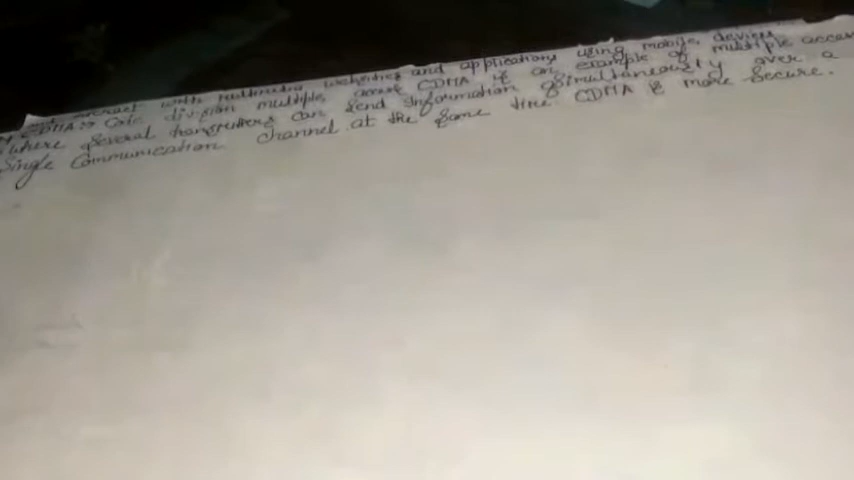 interact with multimedia websites and applications using mobile devices
CDMA → Code division multiple access CDMA is an example of multiple access
where several transmitters can send information simultaneously over a
Single Communication channel at the same time CDMA is more secure.